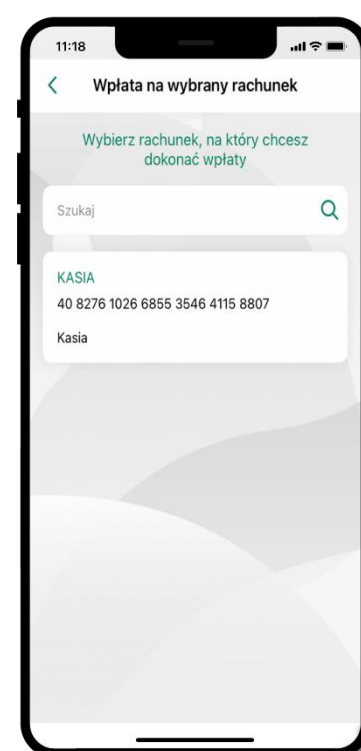 11:18
Wpłata na wybrany rachunek
Wybierz rachunek, na który chcesz
dokonać wpłaty
Szukaj
KASIA
40 8276 1026 6855 3546 4115 8807
Kasia